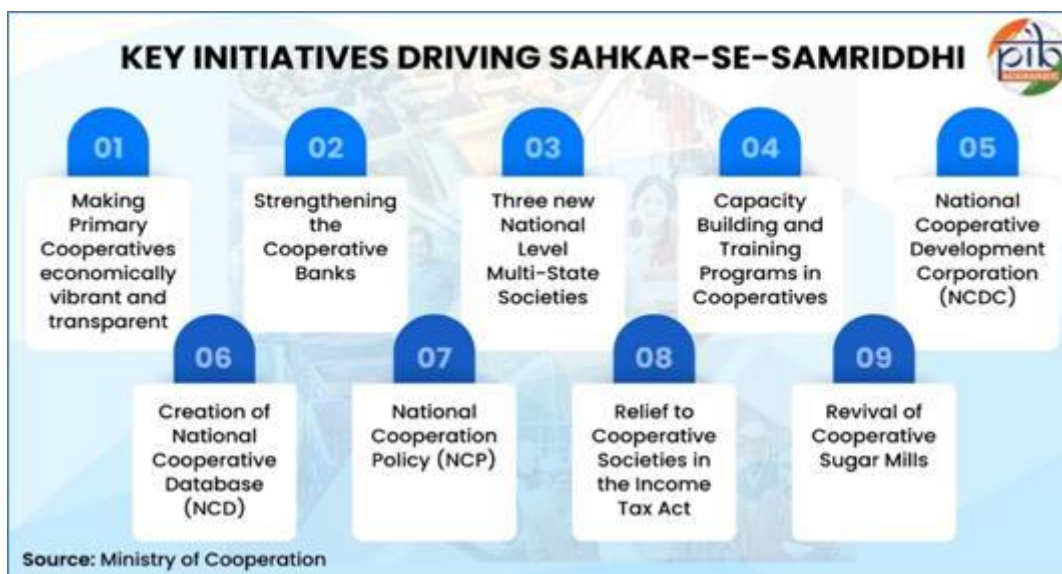 KEY INITIATIVES DRIVING SAHKAR-SE-SAMRIDDHI
pib
01
Making
Primary
Cooperatives
economically
vibrant and
transparent
02
Strengthening
the
Cooperative
Banks
03
Three new
National
Level
Multi-State
Societies
04
Capacity
Building and
Training
Programs in
Cooperatives
05
National
Cooperative
Development
Corporation
(NCDC)
06
Creation of
National
Cooperative
Database
(NCD)
07
National
Cooperation
Policy (NCP)
08
Relief to
Cooperative
Societies in
the Income
Tax Act
09
Revival of
Cooperative
Sugar Mills
Source: Ministry of Cooperation